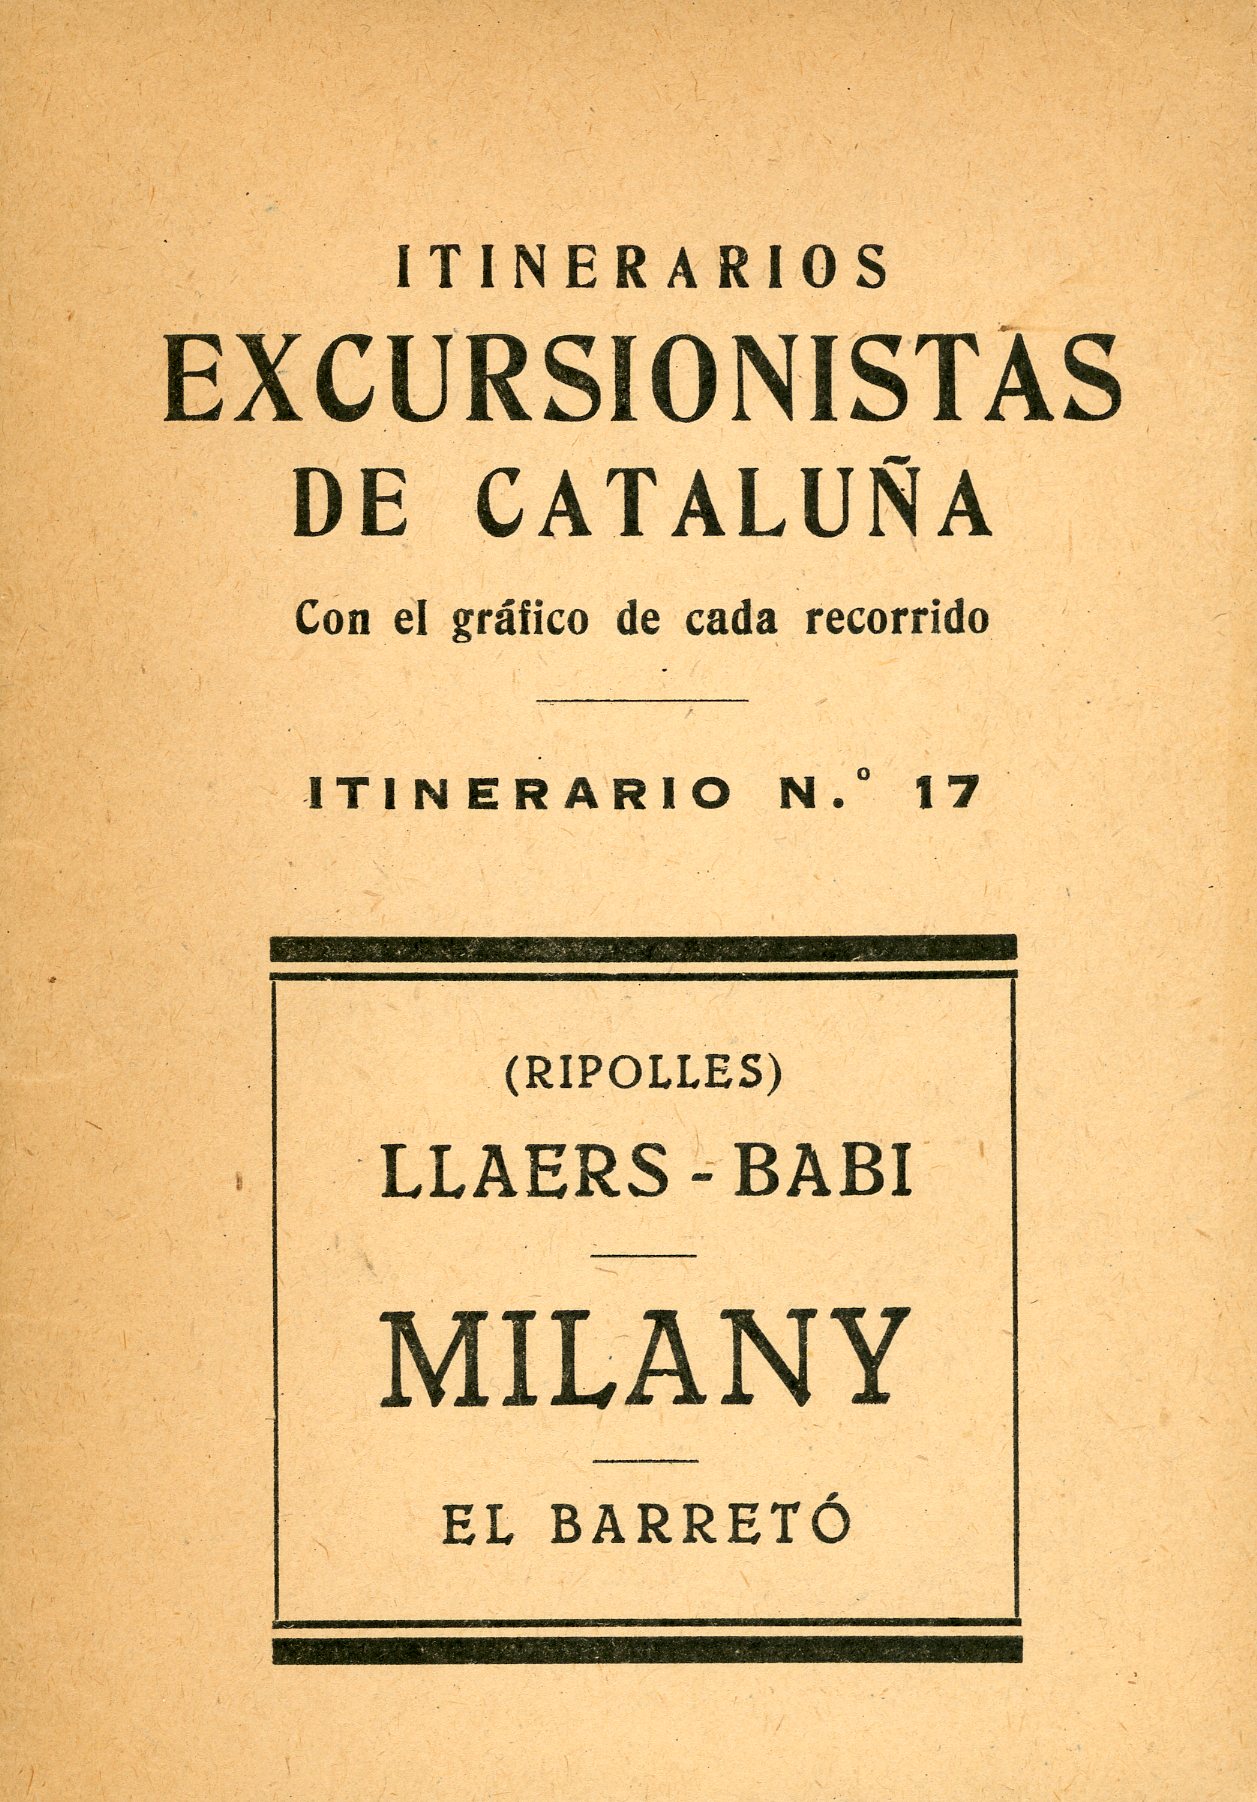 ITINERARIOS
EXCURSIONISTAS
DE CATALUÑA
Con el gráfico de cada recorrido
ITINERARIO N.º 17
(RIPOLLES)
LLAERS - BABI
MILANY
EL BARRETÓ